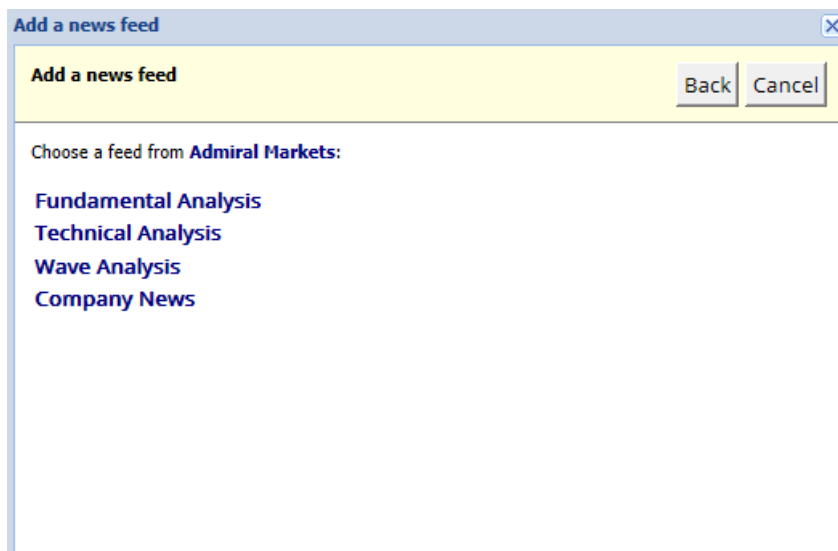 Add a news feed
Add a news feed
Back Cancel
Choose a feed from Admiral Markets:
Fundamental Analysis
Technical Analysis
Wave Analysis
Company News